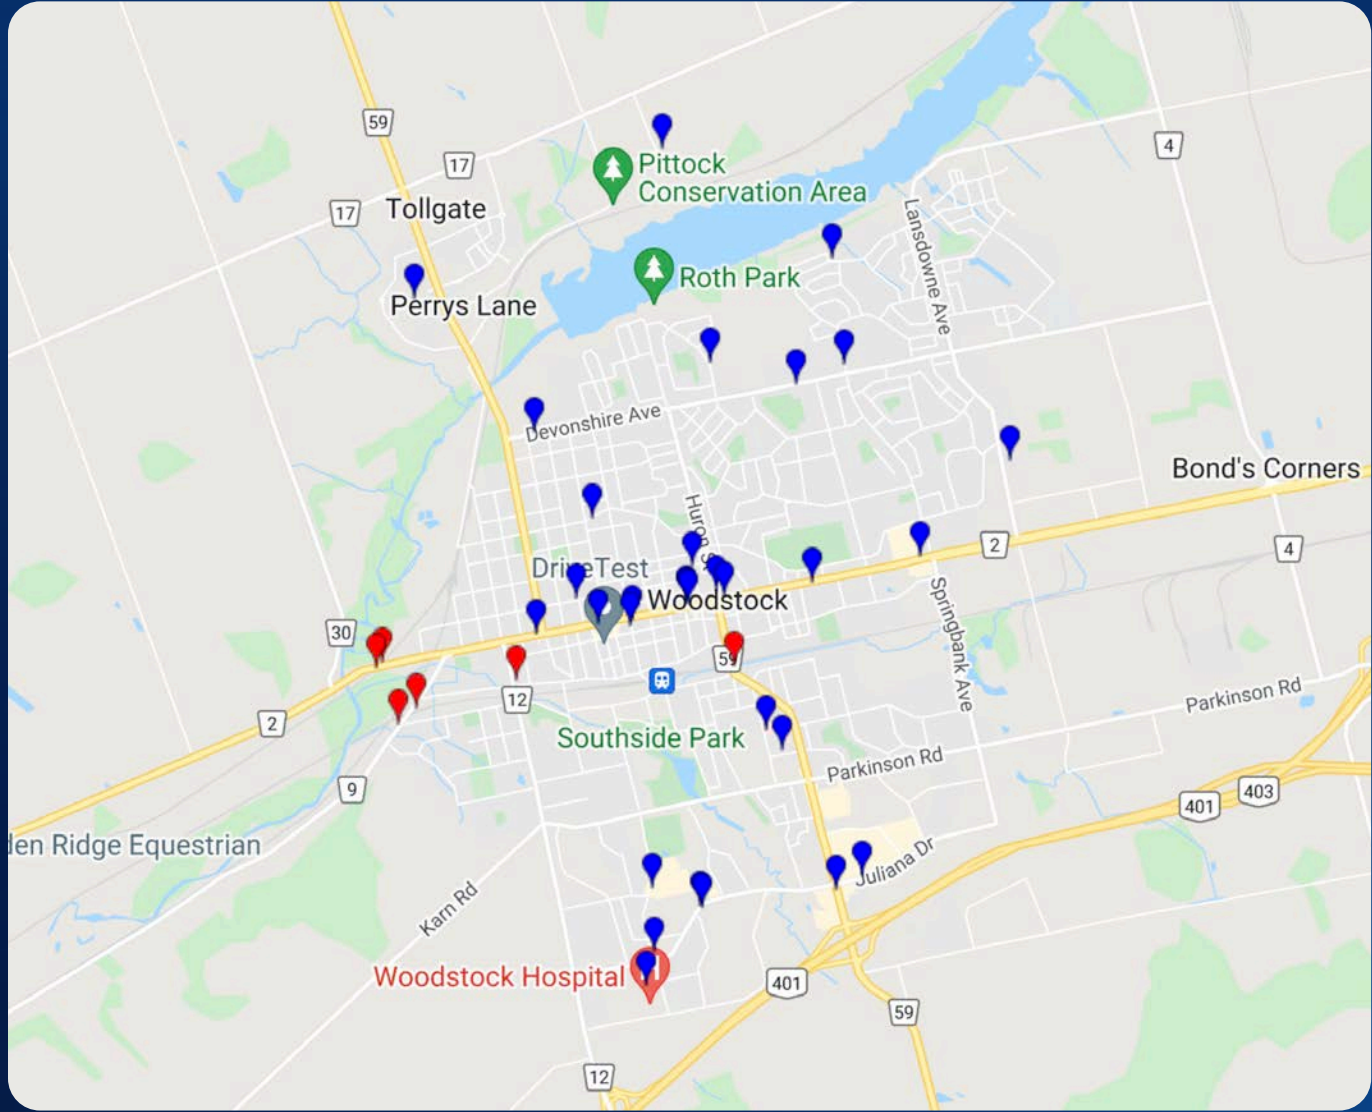 59
17
4
Pittock
Conservation Area
17
Tollgate
Lansdowne Ave
Roth Park
Perrys Lane
Devonshire Ave
Bond's Corners
Huron St
2
4
DriveTest
Woodstock
30
Springbank Ave
59
12
Parkinson Rd
2
Southside Park
Parkinson Rd
9
403
401
den Ridge Equestrian
Juliana Dr
Karn Rd
Woodstock Hospital
401
59
12